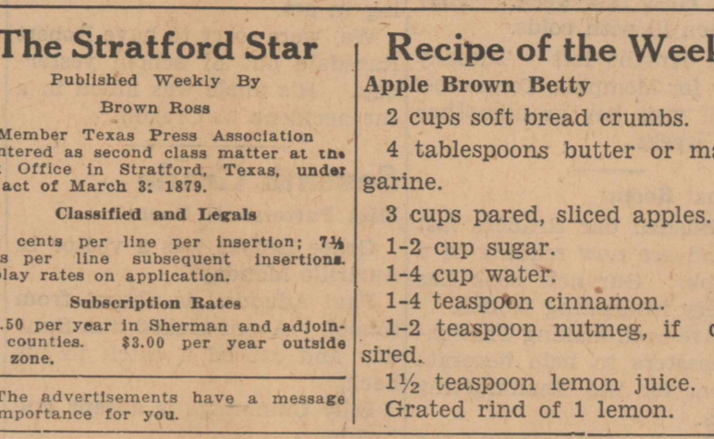 The Stratford Star
Published Weekly By
Brown Ross
Member Texas Press Association
ntered as second class matter at the
Office in Stratford, Texas, under
act of March 3: 1879.
Classified and Legals
cents per line per insertion; 7½
s per line subsequent insertions.
lay rates on application.
Subscription Rates
.50 per year in Sherman and adjoin-
counties. $3.00 per year outside
zone.
The advertisements have a message
mportance for you.
Recipe of the Week
Apple Brown Betty
2 cups soft bread crumbs.
4 tablespoons butter or ma
garine.
3 cups pared, sliced apples.
1-2 cup sugar.
1-4 cup water.
1-4 teaspoon cinnamon.
1-2 teaspoon nutmeg, if
sired.
1½ teaspoon lemon juice.
Grated rind of 1 lemon.